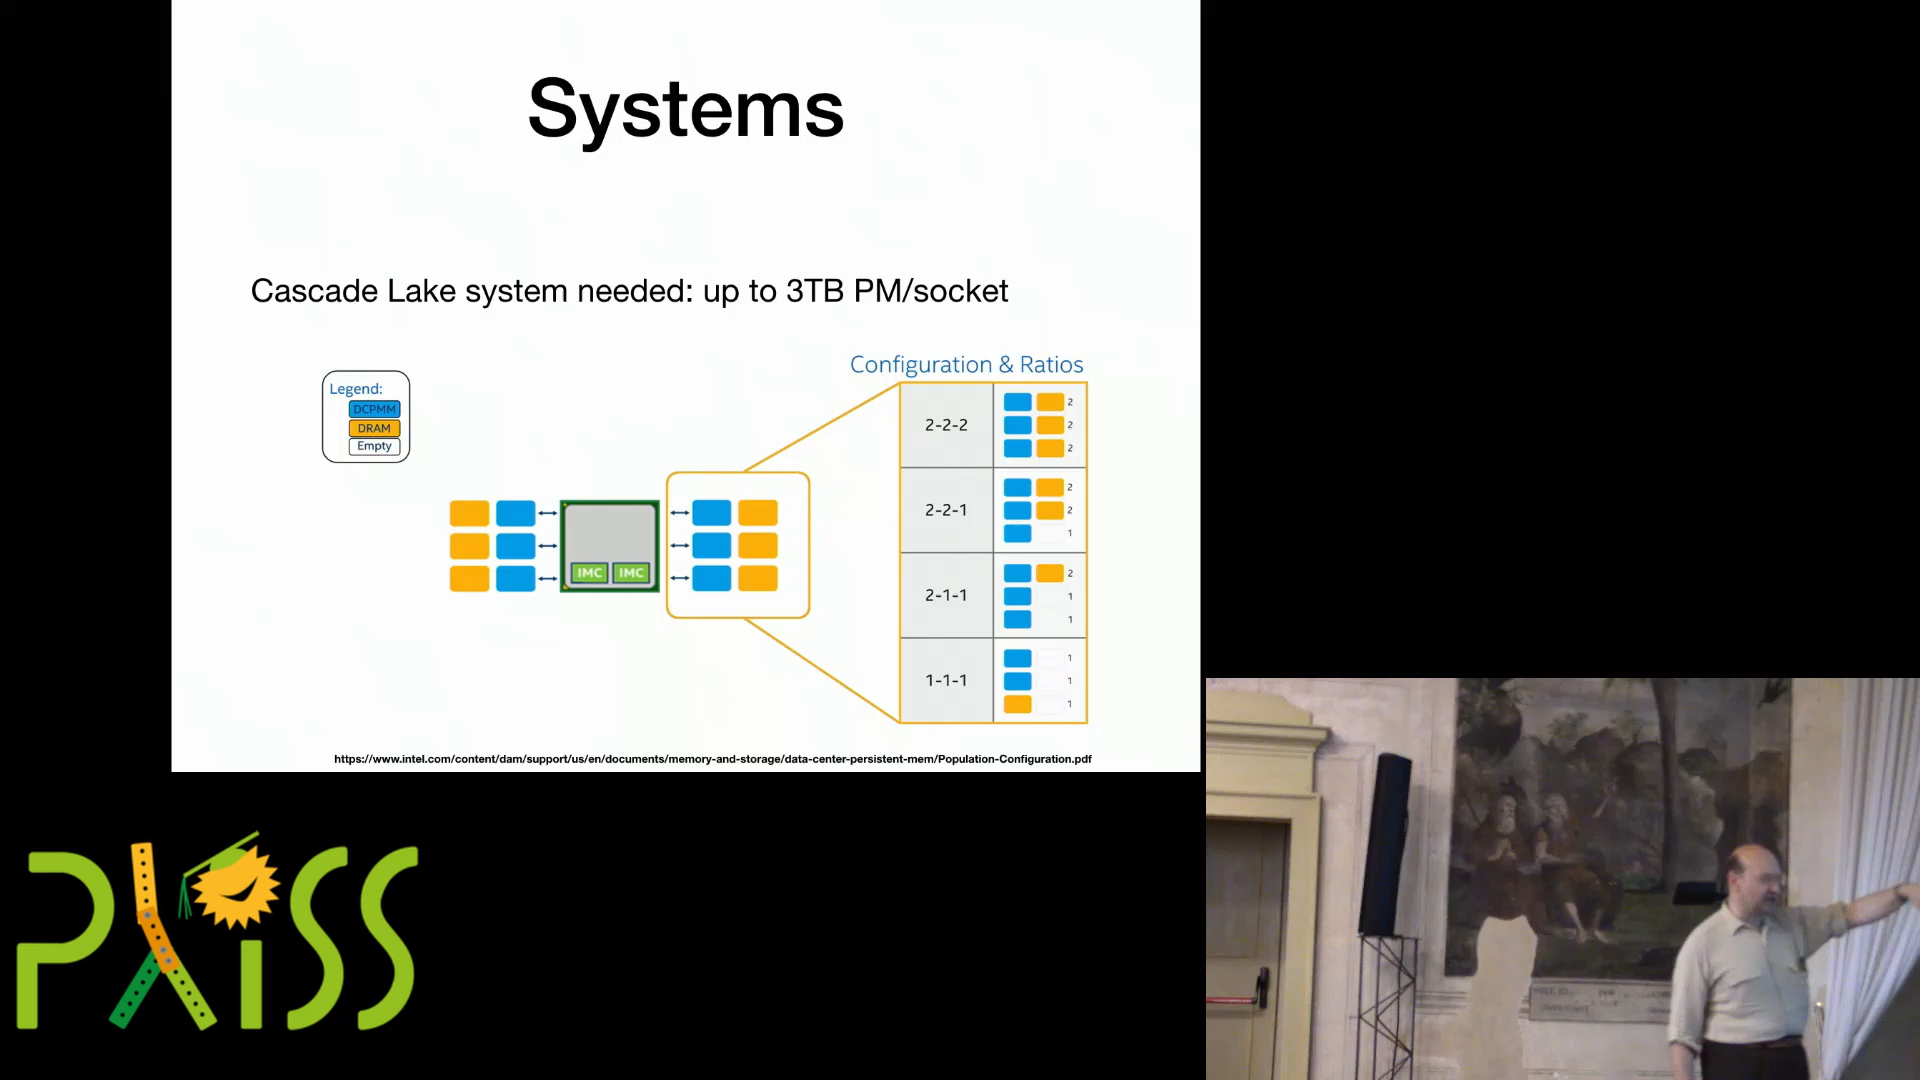 Systems
Cascade Lake system needed: up to 3TB PM/socket
Configuration & Ratios
Legend:
DCPMM
DRAM
Empty
IMC IMC
2-2-2
2
2
2
2-2-1
2
2
1
2-1-1
2
1
1
1-1-1
1
1
1
https://www.intel.com/content/dam/support/us/en/documents/memory-and-storage/data-center-persistent-mem/Population-Configuration.pdf
PXiSS